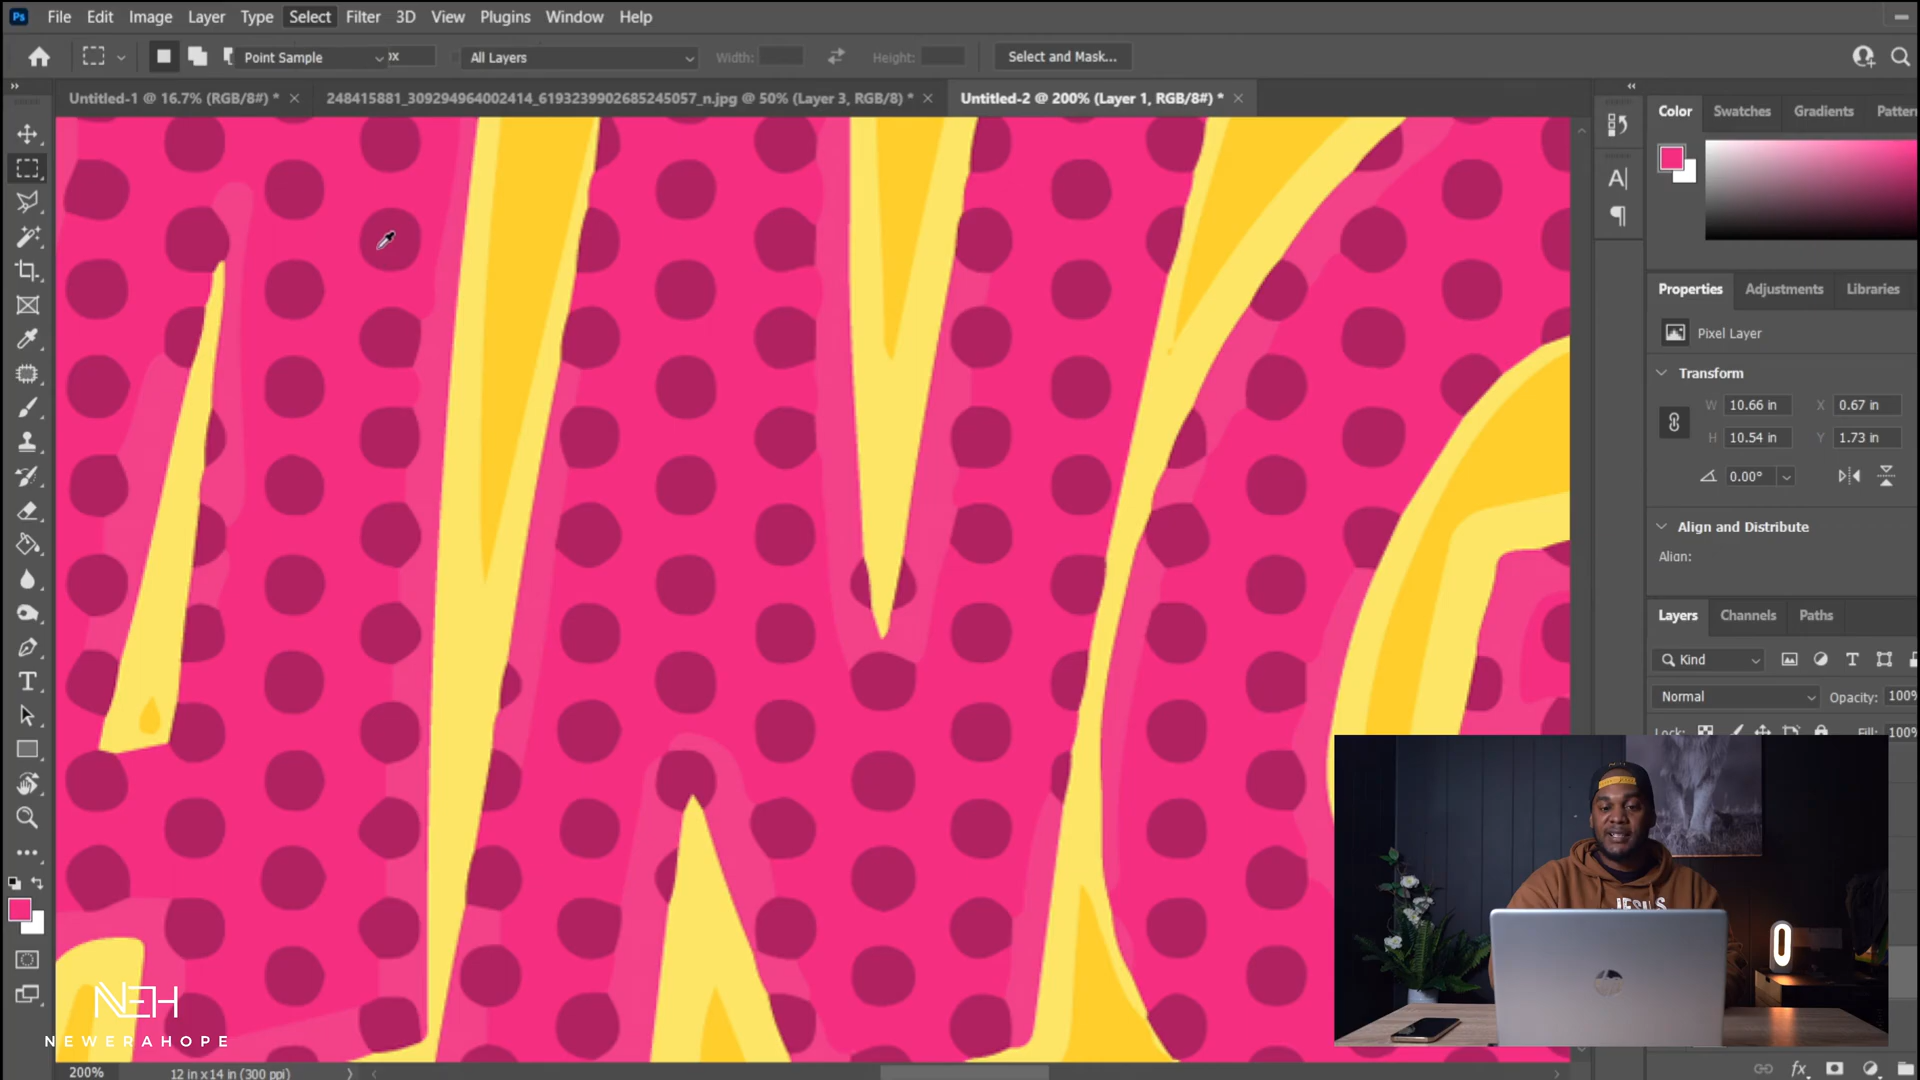 Ps File Edit Image Layer Type Select Filter 3D View Plugins Window Help
Point Sample px All Layers Width: Height: Select and Mask...
Untitled-1 @ 16.7% (RGB/8#) * × 248415881_309294964002414_6193239902685245057_n.jpg @ 50% (Layer 3, RGB/8) * × Untitled-2 @ 200% (Layer 1, RGB/8#) * ×
Color Swatches Gradients Pattern
Properties Adjustments Libraries
Pixel Layer
Transform
W 10.66 in X 0.67 in
H 10.54 in Y 1.73 in
0.00°
Align and Distribute
Align:
Layers Channels Paths
Kind
Normal Opacity: 100%
Lock: Fill: 100%
JESUS
NEH
NEWERAHOPE
200% 12 in x 14 in (300 ppi)
fx